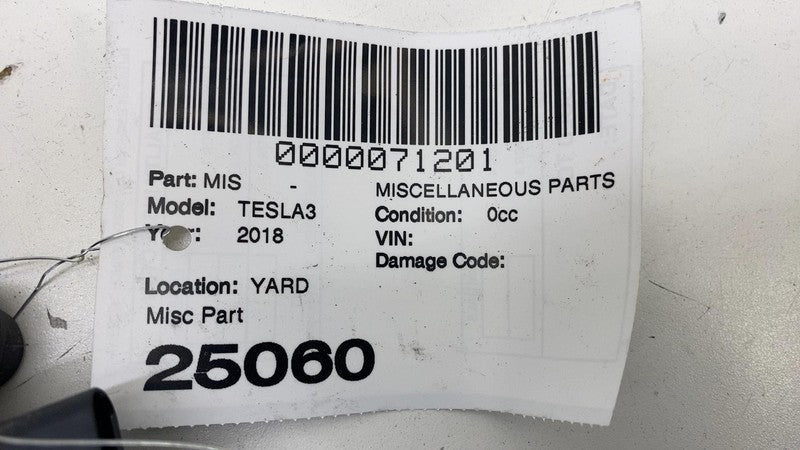 0000071201
Part: MIS - MISCELLANEOUS PARTS
Model: TESLA3 Condition: 0cc
2018 VIN:
Damage Code:
Location: YARD
Misc Part
25060